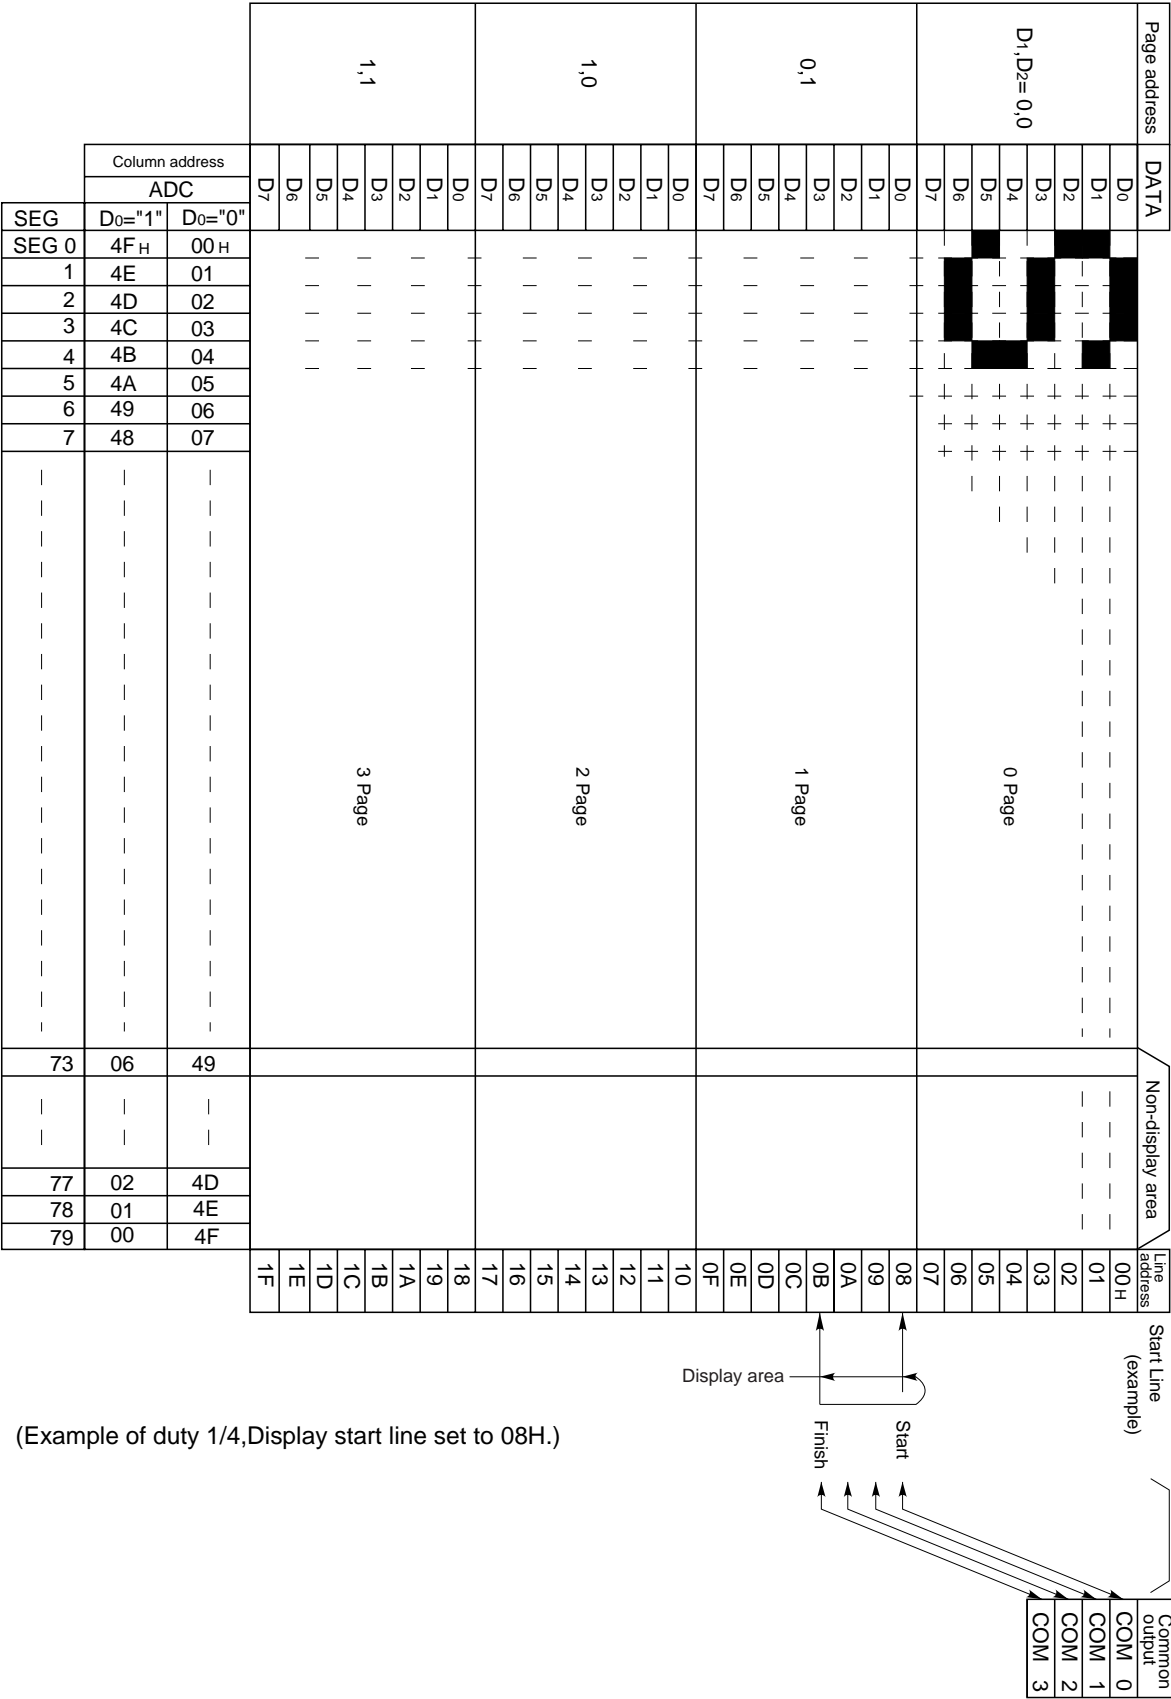 Page address
D1,D2= 0,0
0,1
1,0
1,1
DATA
D0
D1
D2
D3
D4
D5
D6
D7
D0
D1
D2
D3
D4
D5
D6
D7
D0
D1
D2
D3
D4
D5
D6
D7
D0
D1
D2
D3
D4
D5
D6
D7
Column address
ADC
SEG D0="1" D0="0"
SEG 0 4F H 00 H
1 4E 01
2 4D 02
3 4C 03
4 4B 04
5 4A 05
6 49 06
7 48 07
0 Page
1 Page
2 Page
3 Page
73 06 49
77 02 4D
78 01 4E
79 00 4F
Non-display area
Line address
00 H
01
02
03
04
05
06
07
08
09
0A
0B
0C
0D
0E
0F
10
11
12
13
14
15
16
17
18
19
1A
1B
1C
1D
1E
1F
Start Line
(example)
Display area
Start
Finish
(Example of duty 1/4,Display start line set to 08H.)
Common
output
COM 0
COM 1
COM 2
COM 3